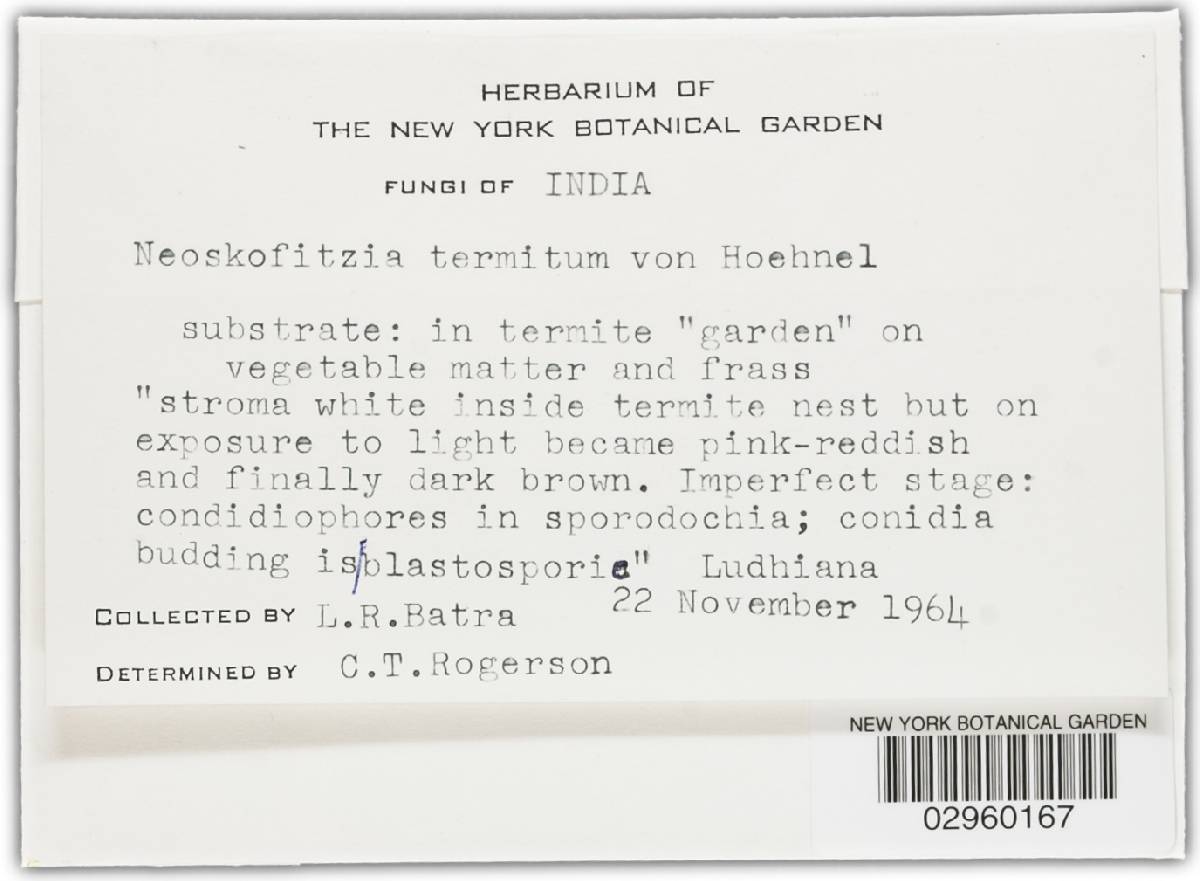 HERBARIUM OF
THE NEW YORK BOTANICAL GARDEN
FUNGI OF INDIA
Neoskofitzia termitum von Hoehnel
substrate: in termite "garden" on
vegetable matter and frass
"stroma white inside termite nest but on
exposure to light became pink-reddish
and finally dark brown. Imperfect stage:
condidiophores in sporodochia; conidia
budding is/blastosporic" Ludhiana
COLLECTED BY L.R.Batra 22 November 1964
DETERMINED BY C.T.Rogerson
NEW YORK BOTANICAL GARDEN
02960167